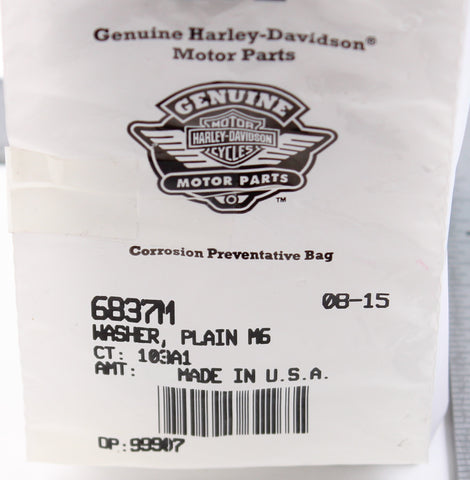 Genuine Harley-Davidson®
Motor Parts
GENUINE
MOTOR
HARLEY-DAVIDSON
CYCLES
MOTOR PARTS
™
Corrosion Preventative Bag
6837M 08-15
WASHER, PLAIN M6
CT: 103A1
AMT: MADE IN U.S.A.
OP:99907